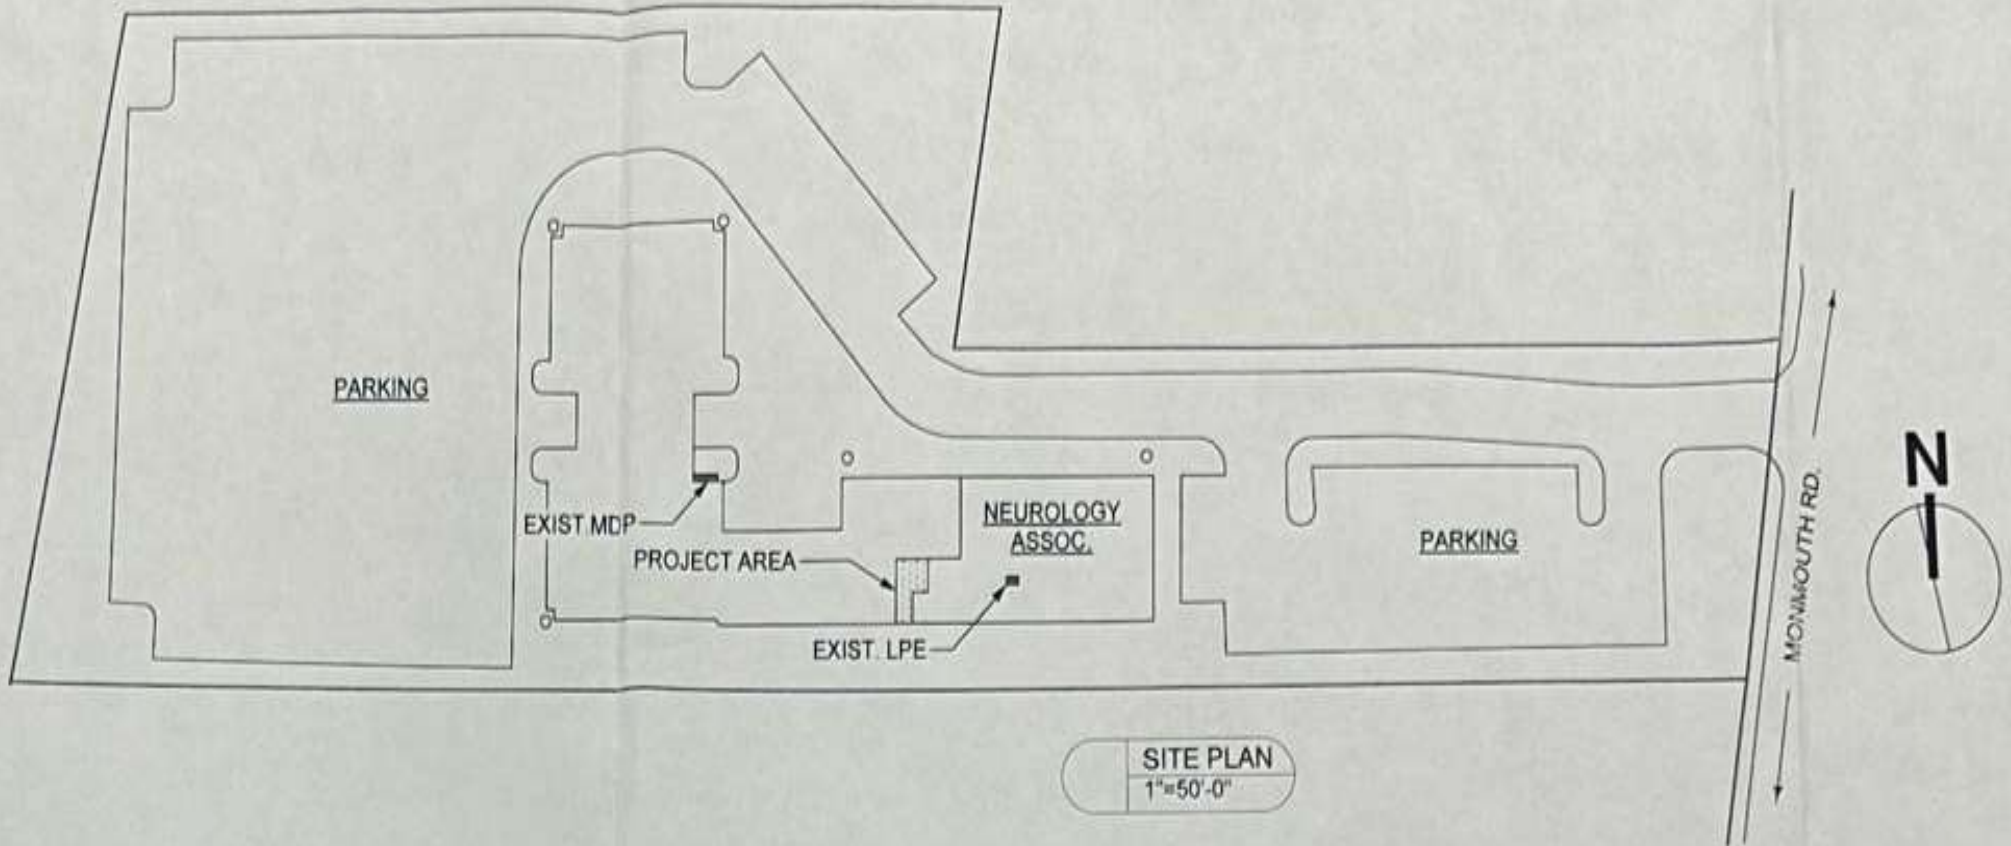 PARKING
EXIST MDP
PROJECT AREA
NEUROLOGY
ASSOC.
EXIST. LPE
PARKING
MONMOUTH RD.
N
SITE PLAN
1"=50'-0"